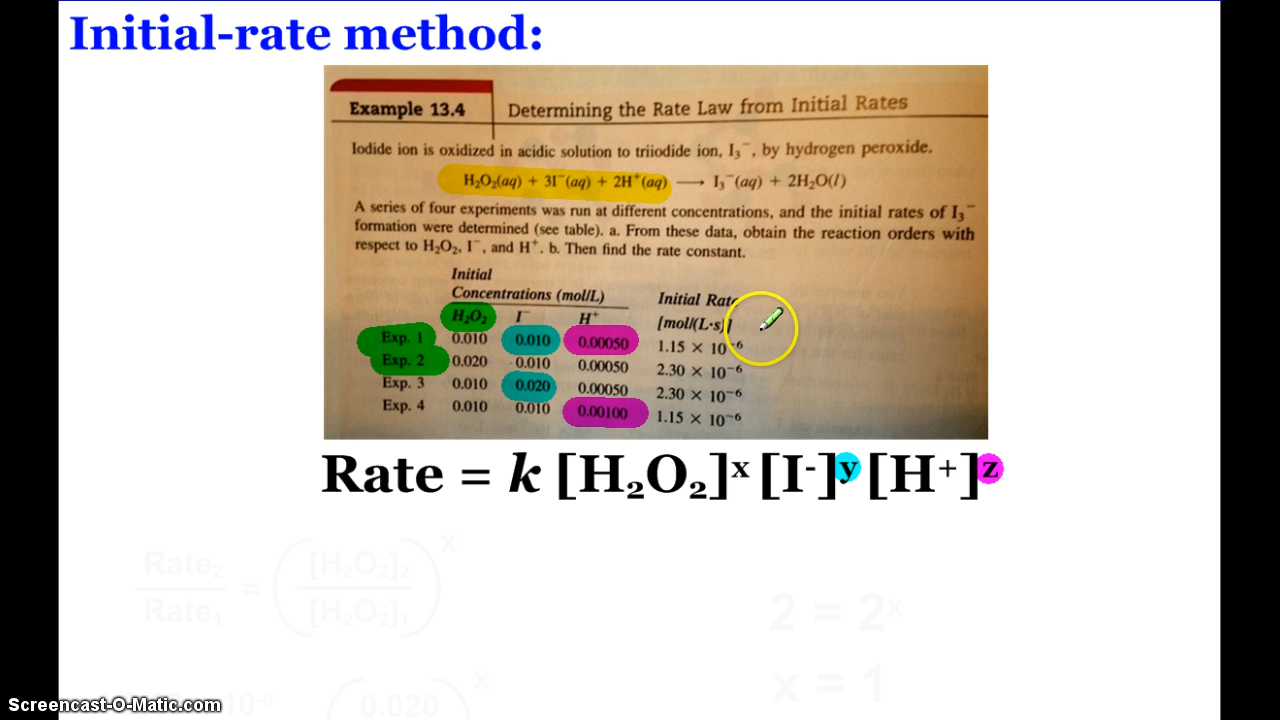 Initial-rate method:
Example 13.4 Determining the Rate Law from Initial Rates
Iodide ion is oxidized in acidic solution to triiodide ion, I₃⁻, by hydrogen peroxide.
H₂O₂(aq) + 3I⁻(aq) + 2H⁺(aq) ⟶ I₃⁻(aq) + 2H₂O(l)
A series of four experiments was run at different concentrations, and the initial rates of I₃⁻
formation were determined (see table). a. From these data, obtain the reaction orders with
respect to H₂O₂, I⁻, and H⁺. b. Then find the rate constant.
Initial
Concentrations (mol/L) Initial Rate
H₂O₂ I⁻ H⁺ [mol/(L·s)]
Exp. 1 0.010 0.010 0.00050 1.15 × 10⁻⁶
Exp. 2 0.020 0.010 0.00050 2.30 × 10⁻⁶
Exp. 3 0.010 0.020 0.00050 2.30 × 10⁻⁶
Exp. 4 0.010 0.010 0.00100 1.15 × 10⁻⁶
Rate = k [H₂O₂]ˣ [I⁻]ʸ [H⁺]ᶻ
Rate₂ / Rate₁ = ([H₂O₂]₂ / [H₂O₂]₁)ˣ
2 = 2ˣ
x = 1
0.020 x
Screencast-O-Matic.com